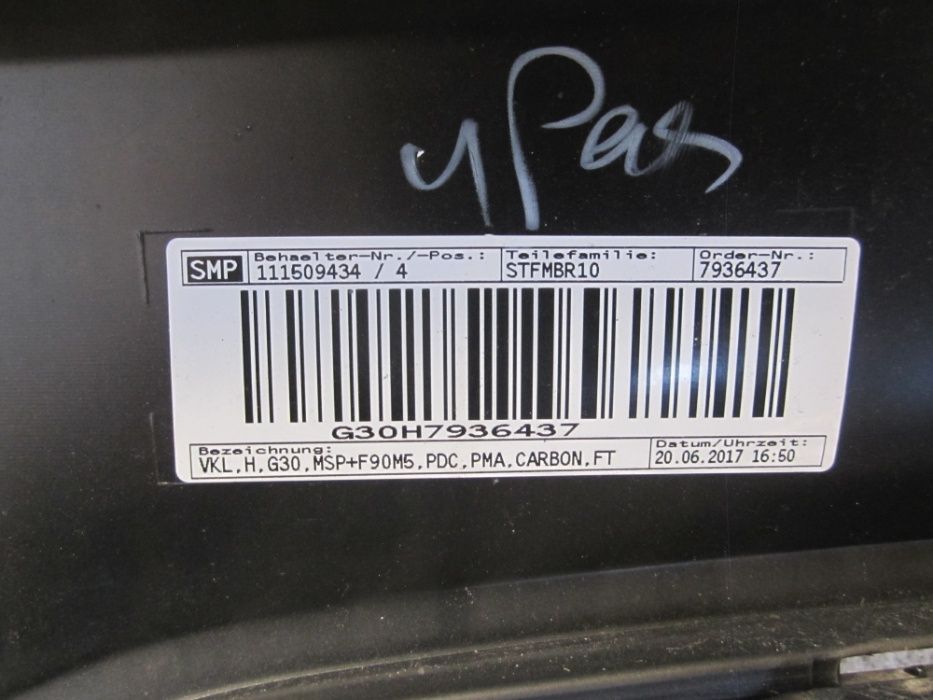 SMP
Behaelter-Nr./-Pos.:
111509434 / 4
Teilefamilie:
STFMBR10
Order-Nr.:
7936437
G30H7936437
Bezeichnung:
VKL,H,G30,MSP+F90M5,PDC,PMA,CARBON,FT
Datum/Uhrzeit:
20.06.2017 16:50